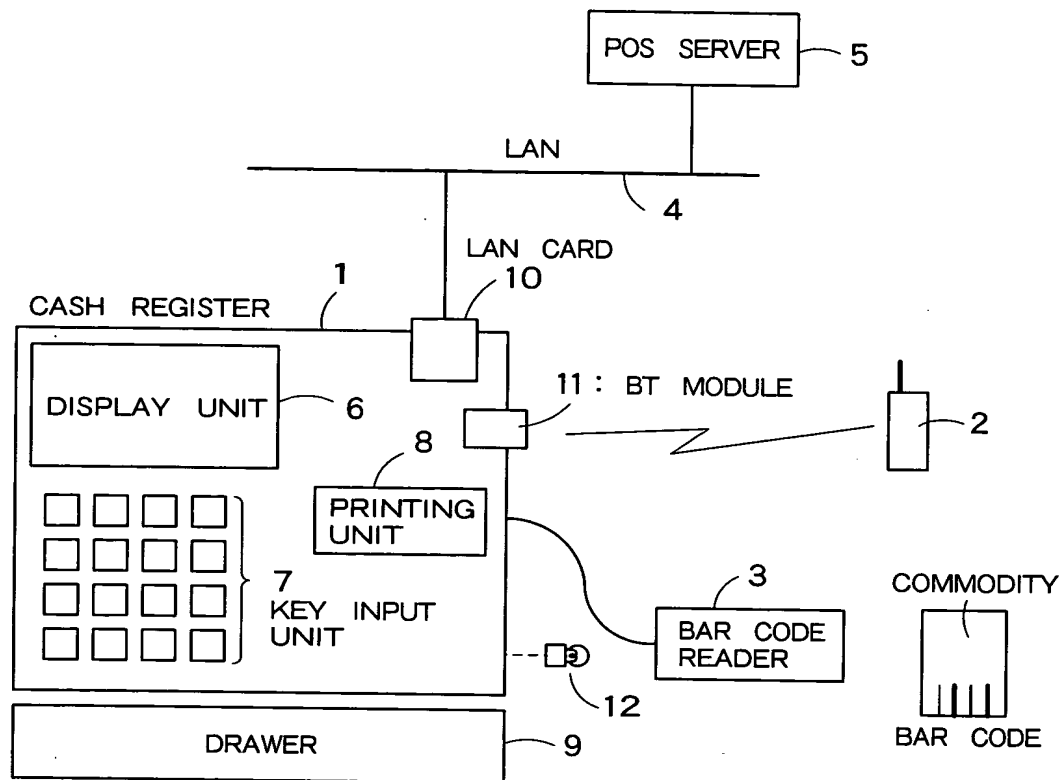 POS SERVER
5
LAN
4
LAN CARD
10
1
CASH REGISTER
DISPLAY UNIT
6
11 : BT MODULE
2
8
PRINTING
UNIT
7
KEY INPUT
UNIT
3
BAR CODE
READER
COMMODITY
12
BAR CODE
DRAWER
9